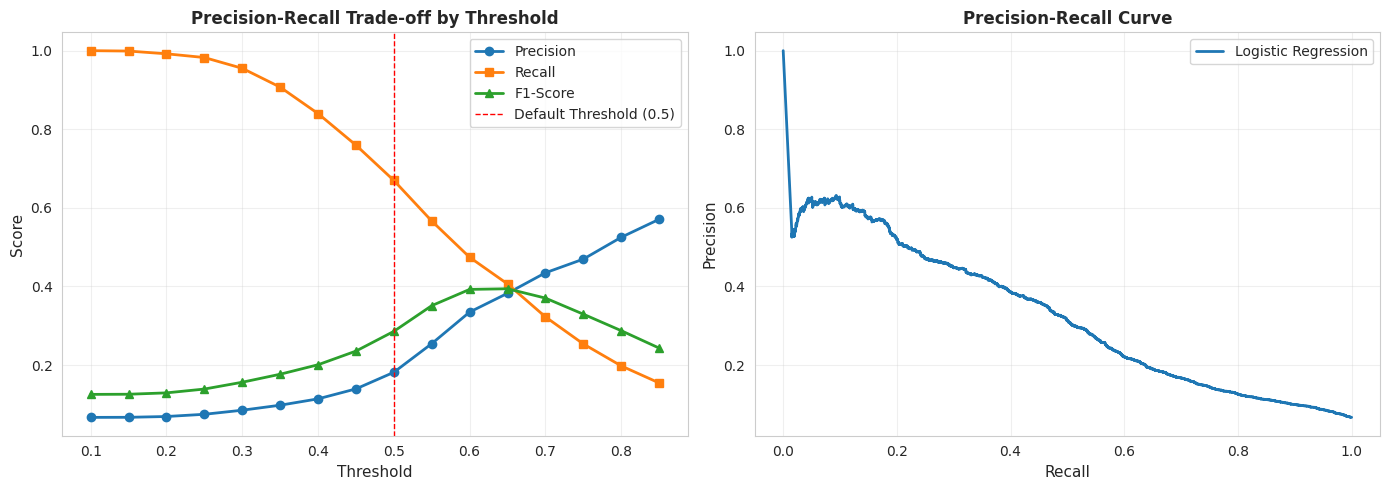 Precision-Recall Trade-off by Threshold
1.0
0.8
0.6
0.4
0.2
Score
0.1
0.2
0.3
0.4
0.5
0.6
0.7
0.8
Threshold
Precision
Recall
F1-Score
Default Threshold (0.5)
Precision-Recall Curve
1.0
0.8
0.6
0.4
0.2
Precision
0.0
0.2
0.4
0.6
0.8
1.0
Recall
Logistic Regression